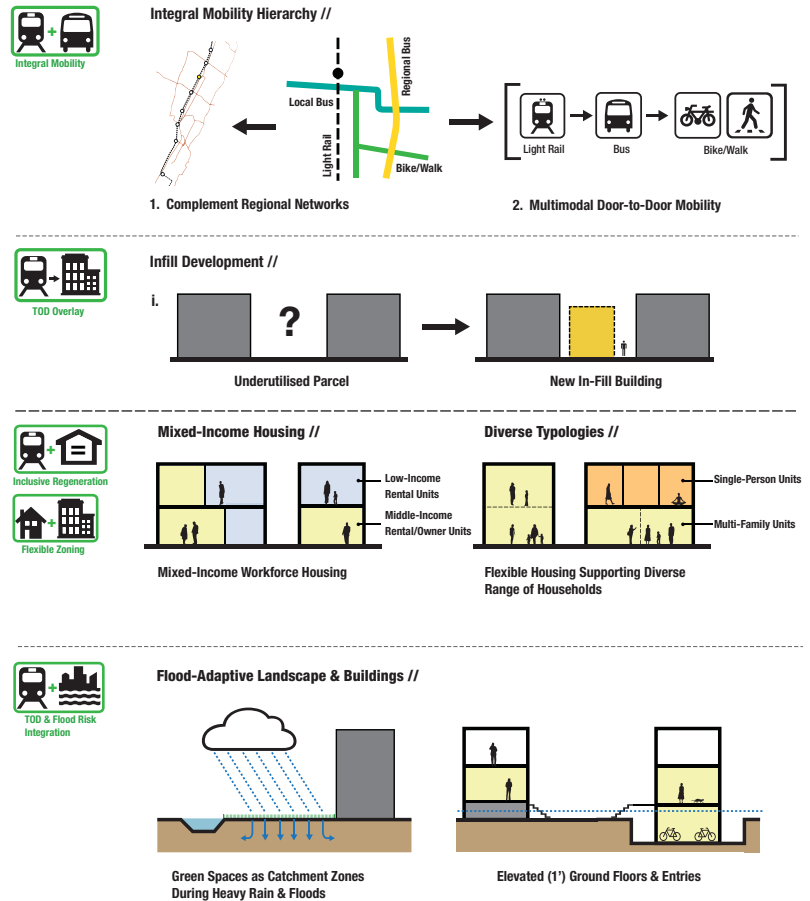 Integral Mobility Hierarchy //
Integral Mobility
Local Bus
Light Rail
Regional Bus
Bike/Walk
Light Rail
Bus
Bike/Walk
1. Complement Regional Networks
2. Multimodal Door-to-Door Mobility
TOD Overlay
Infill Development //
i.
?
Underutilised Parcel
New In-Fill Building
Inclusive Regeneration
Flexible Zoning
Mixed-Income Housing //
Low-Income
Rental Units
Middle-Income
Rental/Owner Units
Mixed-Income Workforce Housing
Diverse Typologies //
Single-Person Units
Multi-Family Units
Flexible Housing Supporting Diverse
Range of Households
TOD & Flood Risk
Integration
Flood-Adaptive Landscape & Buildings //
Green Spaces as Catchment Zones
During Heavy Rain & Floods
Elevated (1') Ground Floors & Entries